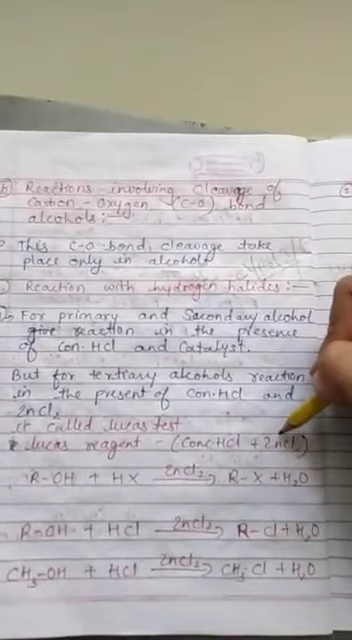 Reactions involving Cleavage of
Carbon - Oxygen (C-O) bond
alcohols:-
This C-O bond cleavage take
place only in alcohols
Reaction with hydrogen halides:-
For primary and Secondary alcohol
give reaction in the presence
of Con. HCl and Catalyst.
But for tertiary alcohols reaction
in the present of Con.HCl and
ZnCl2
it called lucas test
lucas reagent - (Conc HCl + ZnCl2)
R-OH + HX ZnCl2→ R-X + H2O
R-OH + HCl ZnCl2→ R-Cl + H2O
CH3-OH + HCl ZnCl2→ CH3-Cl + H2O